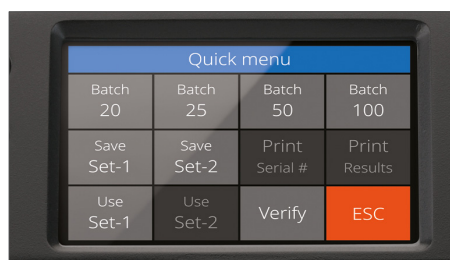 Quick menu
Batch Batch Batch Batch
20 25 50 100
Save Save Print Print
Set-1 Set-2 Serial # Results
Use Use Verify ESC
Set-1 Set-2